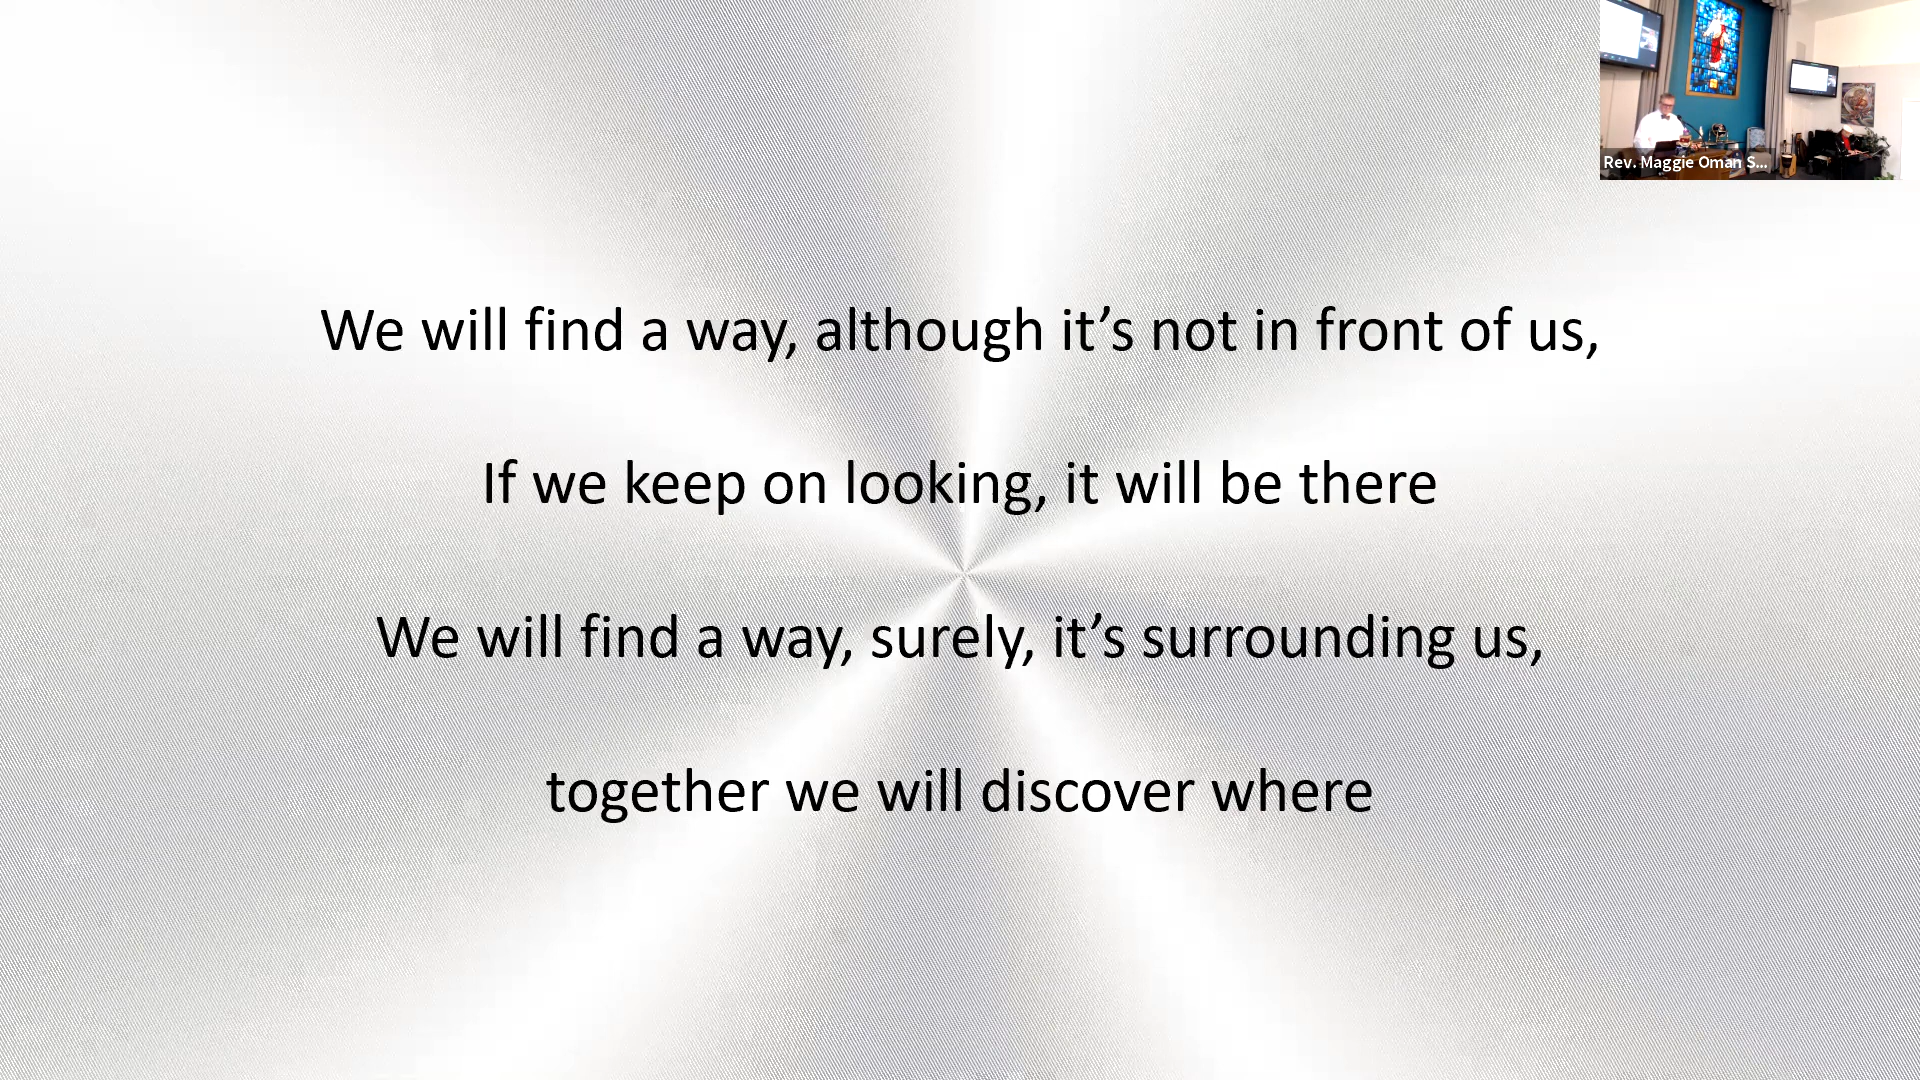 Rev. Maggie Oman S...
We will find a way, although it’s not in front of us,
If we keep on looking, it will be there
We will find a way, surely, it’s surrounding us,
together we will discover where